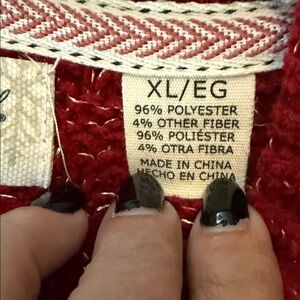 XL/EG
96% POLYESTER
4% OTHER FIBER
96% POLIÉSTER
4% OTRA FIBRA
MADE IN CHINA
HECHO EN CHINA